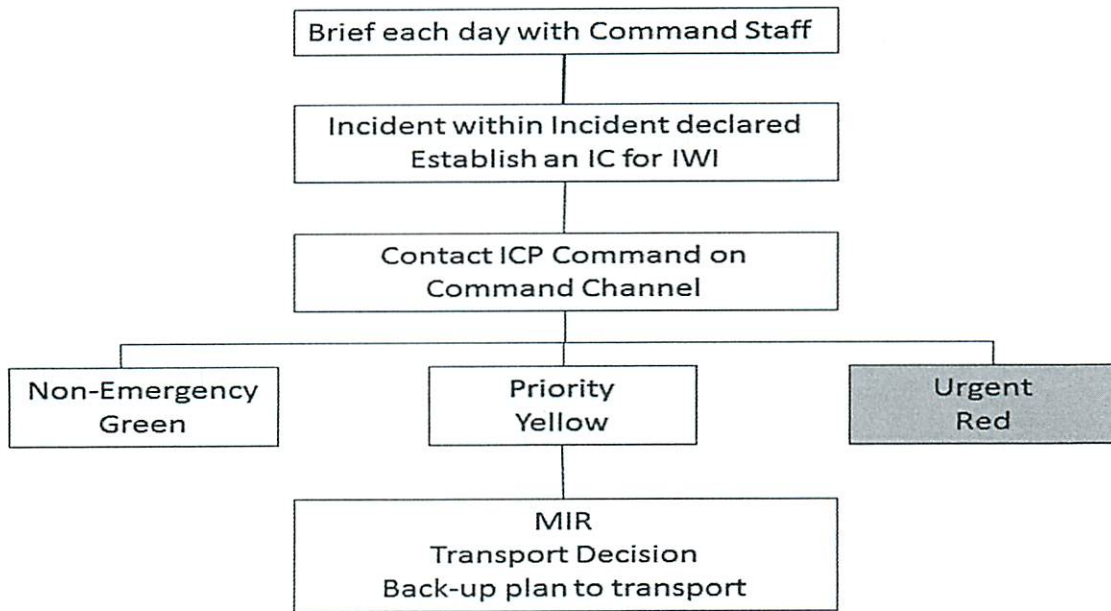 Brief each day with Command Staff
Incident within Incident declared
Establish an IC for IWI
Contact ICP Command on
Command Channel
Non-Emergency
Green
Priority
Yellow
Urgent
Red
MIR
Transport Decision
Back-up plan to transport